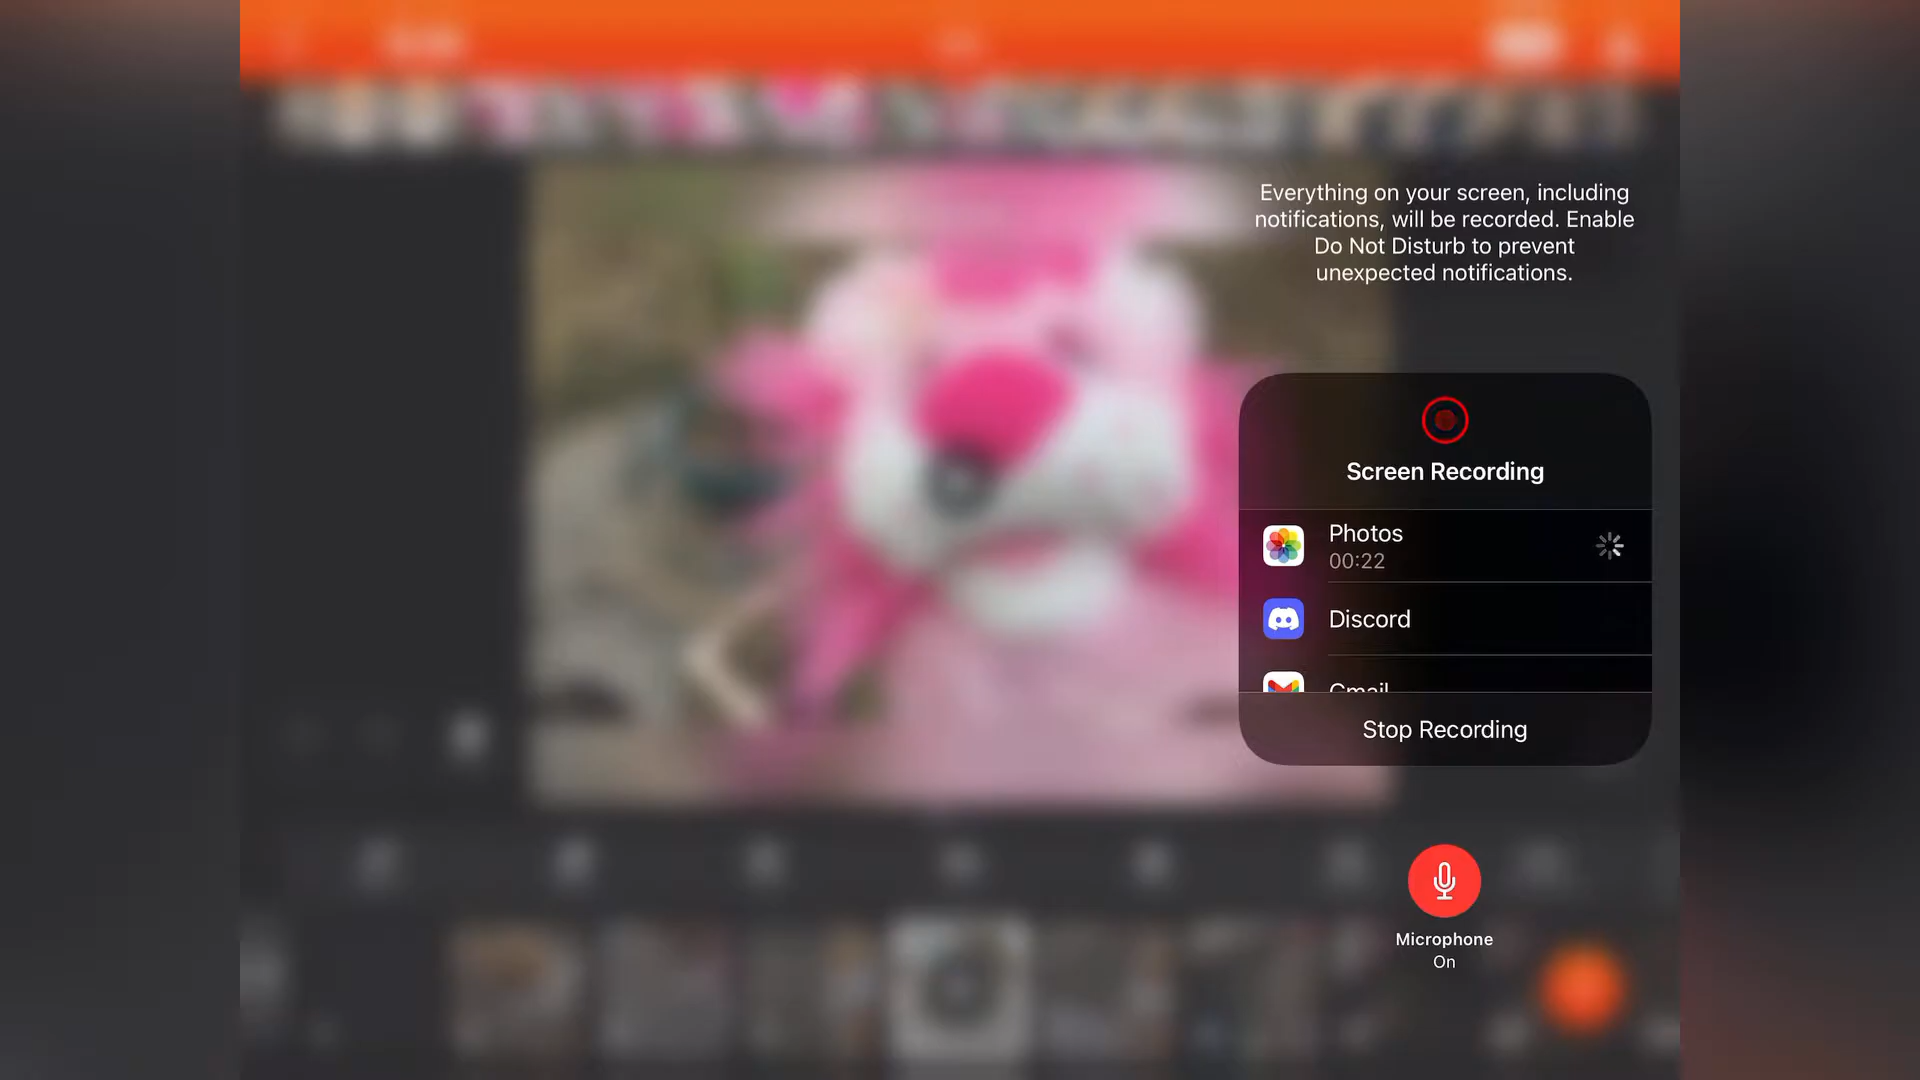 Everything on your screen, including
notifications, will be recorded. Enable
Do Not Disturb to prevent
unexpected notifications.
Screen Recording
Photos
00:22
Discord
Gmail
Stop Recording
Microphone
On